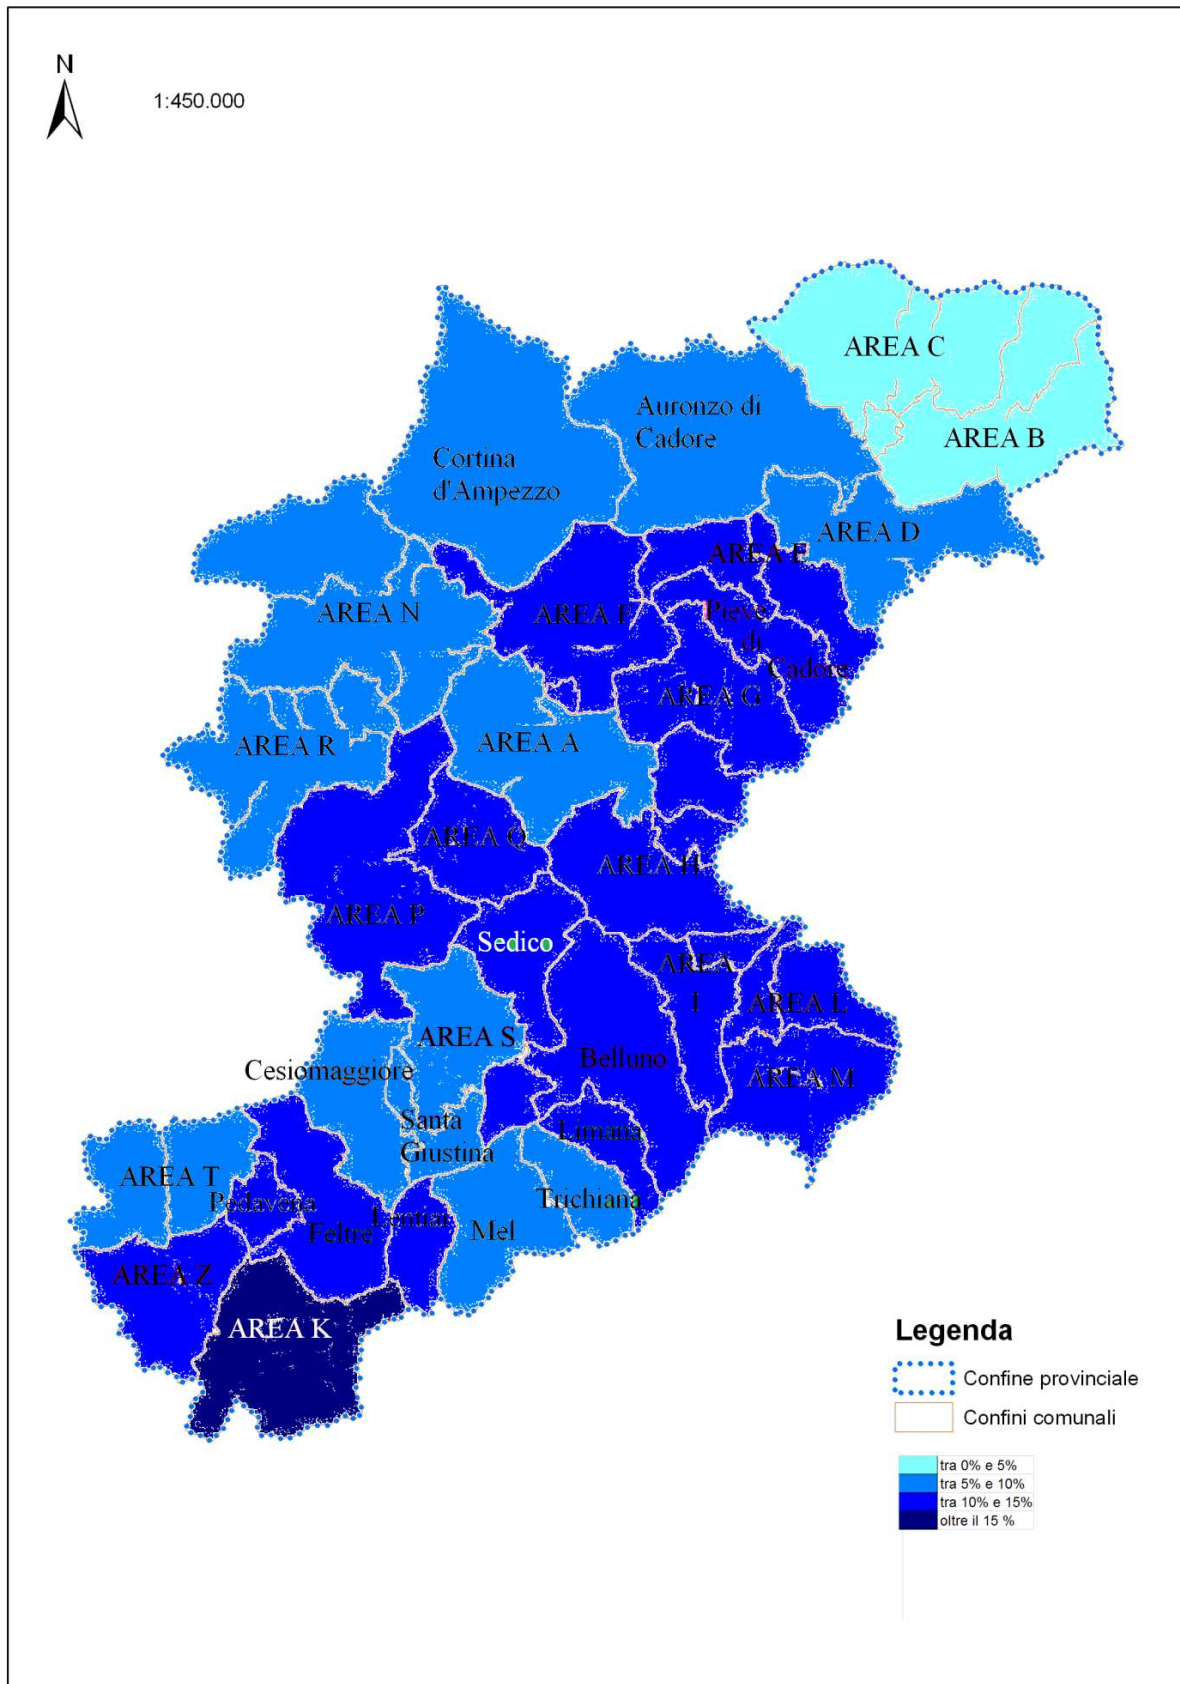 N
1:450.000
AREA C
Auronzo di
Cadore
AREA B
Cortina
d'Ampezzo
AREA D
AREA E
AREA N
AREA F
Pieve
di
Cadore
AREA G
AREA R
AREA A
AREA Q
AREA H
AREA P
Sedico
AREA
I
AREA L
AREA S
Belluno
Cesiomaggiore
AREA M
Santa
Giustina
Limana
AREA T
Pedavena
Trichiana
Lentiai
Feltre
Mel
AREA Z
AREA K
Legenda
Confine provinciale
Confini comunali
tra 0% e 5%
tra 5% e 10%
tra 10% e 15%
oltre il 15 %